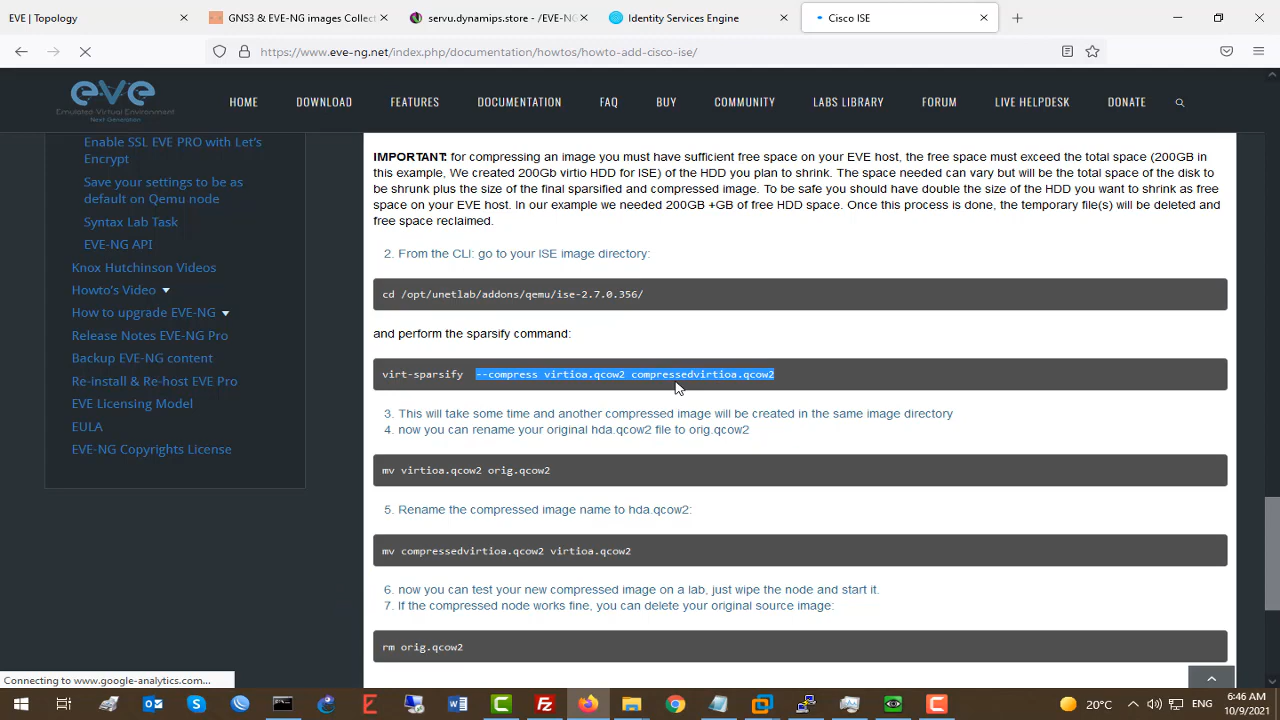 EVE | Topology
GNS3 & EVE-NG images Collect
servu.dynamips.store - /EVE-NG
Identity Services Engine
Cisco ISE
https://www.eve-ng.net/index.php/documentation/howtos/howto-add-cisco-ise/
eve
Emulated Virtual Environment
Next Generation
HOME
DOWNLOAD
FEATURES
DOCUMENTATION
FAQ
BUY
COMMUNITY
LABS LIBRARY
FORUM
LIVE HELPDESK
DONATE
Enable SSL EVE PRO with Let's
Encrypt
Save your settings to be as
default on Qemu node
Syntax Lab Task
EVE-NG API
Knox Hutchinson Videos
Howto's Video
How to upgrade EVE-NG
Release Notes EVE-NG Pro
Backup EVE-NG content
Re-install & Re-host EVE Pro
EVE Licensing Model
EULA
EVE-NG Copyrights License
IMPORTANT: for compressing an image you must have sufficient free space on your EVE host, the free space must exceed the total space (200GB in
this example, We created 200Gb virtio HDD for ISE) of the HDD you plan to shrink. The space needed can vary but will be the total space of the disk to
be shrunk plus the size of the final sparsified and compressed image. To be safe you should have double the size of the HDD you want to shrink as free
space on your EVE host. In our example we needed 200GB +GB of free HDD space. Once this process is done, the temporary file(s) will be deleted and
free space reclaimed.
2. From the CLI: go to your ISE image directory:
cd /opt/unetlab/addons/qemu/ise-2.7.0.356/
and perform the sparsify command:
virt-sparsify --compress virtioa.qcow2 compressedvirtioa.qcow2
3. This will take some time and another compressed image will be created in the same image directory
4. now you can rename your original hda.qcow2 file to orig.qcow2
mv virtioa.qcow2 orig.qcow2
5. Rename the compressed image name to hda.qcow2:
mv compressedvirtioa.qcow2 virtioa.qcow2
6. now you can test your new compressed image on a lab, just wipe the node and start it.
7. If the compressed node works fine, you can delete your original source image:
rm orig.qcow2
Connecting to www.google-analytics.com...
20°C
ENG
6:46 AM
10/9/2021